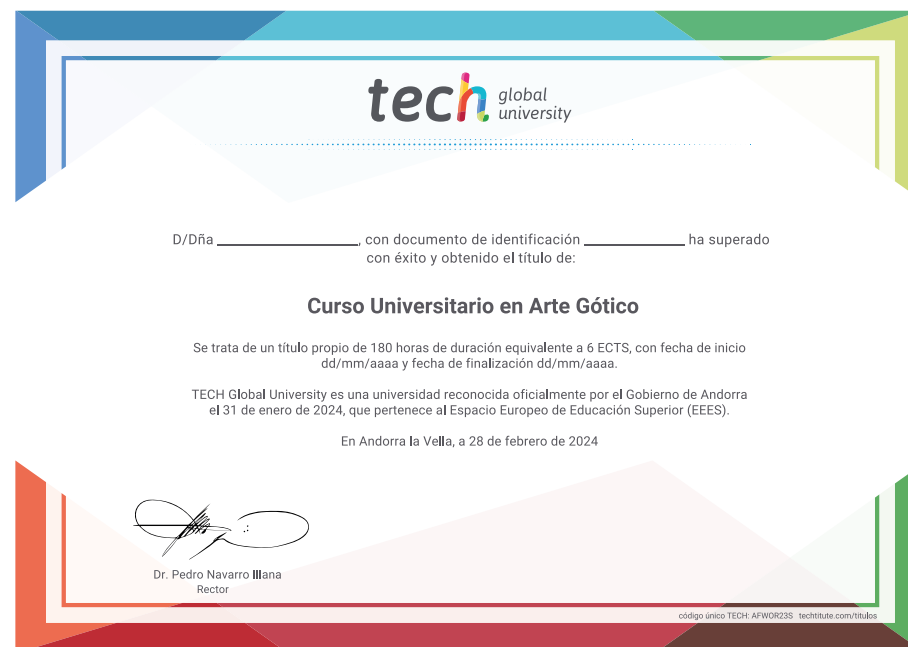 tech global
university
D/Dña ____________________, con documento de identificación ______________ ha superado
con éxito y obtenido el título de:
Curso Universitario en Arte Gótico
Se trata de un título propio de 180 horas de duración equivalente a 6 ECTS, con fecha de inicio
dd/mm/aaaa y fecha de finalización dd/mm/aaaa.
TECH Global University es una universidad reconocida oficialmente por el Gobierno de Andorra
el 31 de enero de 2024, que pertenece al Espacio Europeo de Educación Superior (EEES).
En Andorra la Vella, a 28 de febrero de 2024
Dr. Pedro Navarro Illana
Rector
código único TECH: AFWOR23S techtitute.com/titulos